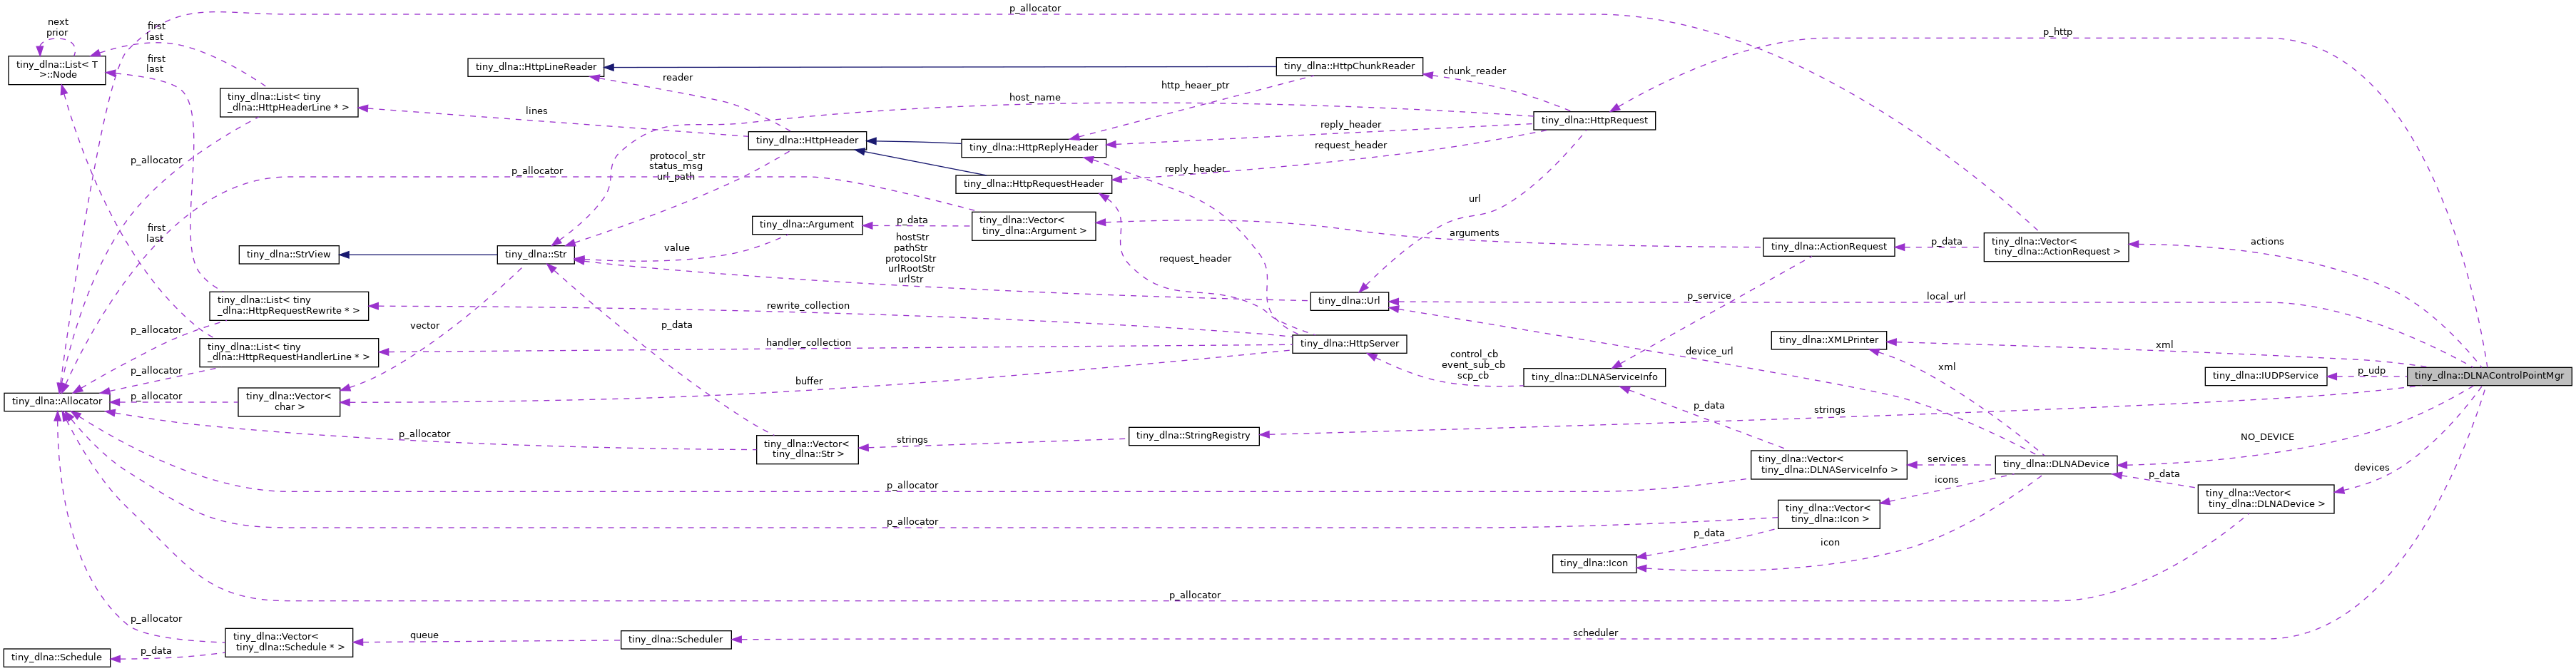 p_allocator
next
prior
first
last
p_http
tiny_dlna::List< T
>::Node
first
last
tiny_dlna::HttpLineReader
tiny_dlna::HttpChunkReader
reader
chunk_reader
http_heaer_ptr
tiny_dlna::List< tiny
_dlna::HttpHeaderLine * >
lines
host_name
tiny_dlna::HttpRequest
reply_header
tiny_dlna::HttpHeader
tiny_dlna::HttpReplyHeader
request_header
p_allocator
protocol_str
status_msg
url_path
p_allocator
reply_header
tiny_dlna::HttpRequestHeader
url
first
last
tiny_dlna::Argument
p_data
tiny_dlna::Vector<
tiny_dlna::Argument >
arguments
tiny_dlna::ActionRequest
p_data
tiny_dlna::Vector<
tiny_dlna::ActionRequest >
actions
hostStr
pathStr
protocolStr
urlRootStr
urlStr
value
tiny_dlna::StrView
tiny_dlna::Str
request_header
tiny_dlna::List< tiny
_dlna::HttpRequestRewrite * >
rewrite_collection
tiny_dlna::Url
p_service
local_url
p_allocator
vector
p_data
tiny_dlna::List< tiny
_dlna::HttpRequestHandlerLine * >
handler_collection
tiny_dlna::HttpServer
control_cb
event_sub_cb
scp_cb
device_url
tiny_dlna::XMLPrinter
xml
xml
p_allocator
buffer
tiny_dlna::DLNAServiceInfo
tiny_dlna::IUDPService
p_udp
tiny_dlna::DLNAControlPointMgr
tiny_dlna::Allocator
p_allocator
tiny_dlna::Vector<
char >
p_data
strings
p_allocator
tiny_dlna::Vector<
tiny_dlna::Str >
strings
tiny_dlna::StringRegistry
NO_DEVICE
tiny_dlna::Vector<
tiny_dlna::DLNAServiceInfo >
services
tiny_dlna::DLNADevice
devices
p_data
p_allocator
icons
tiny_dlna::Vector<
tiny_dlna::DLNADevice >
tiny_dlna::Vector<
tiny_dlna::Icon >
p_allocator
p_data
icon
tiny_dlna::Icon
p_allocator
p_allocator
tiny_dlna::Vector<
tiny_dlna::Schedule * >
queue
tiny_dlna::Scheduler
scheduler
tiny_dlna::Schedule
p_data